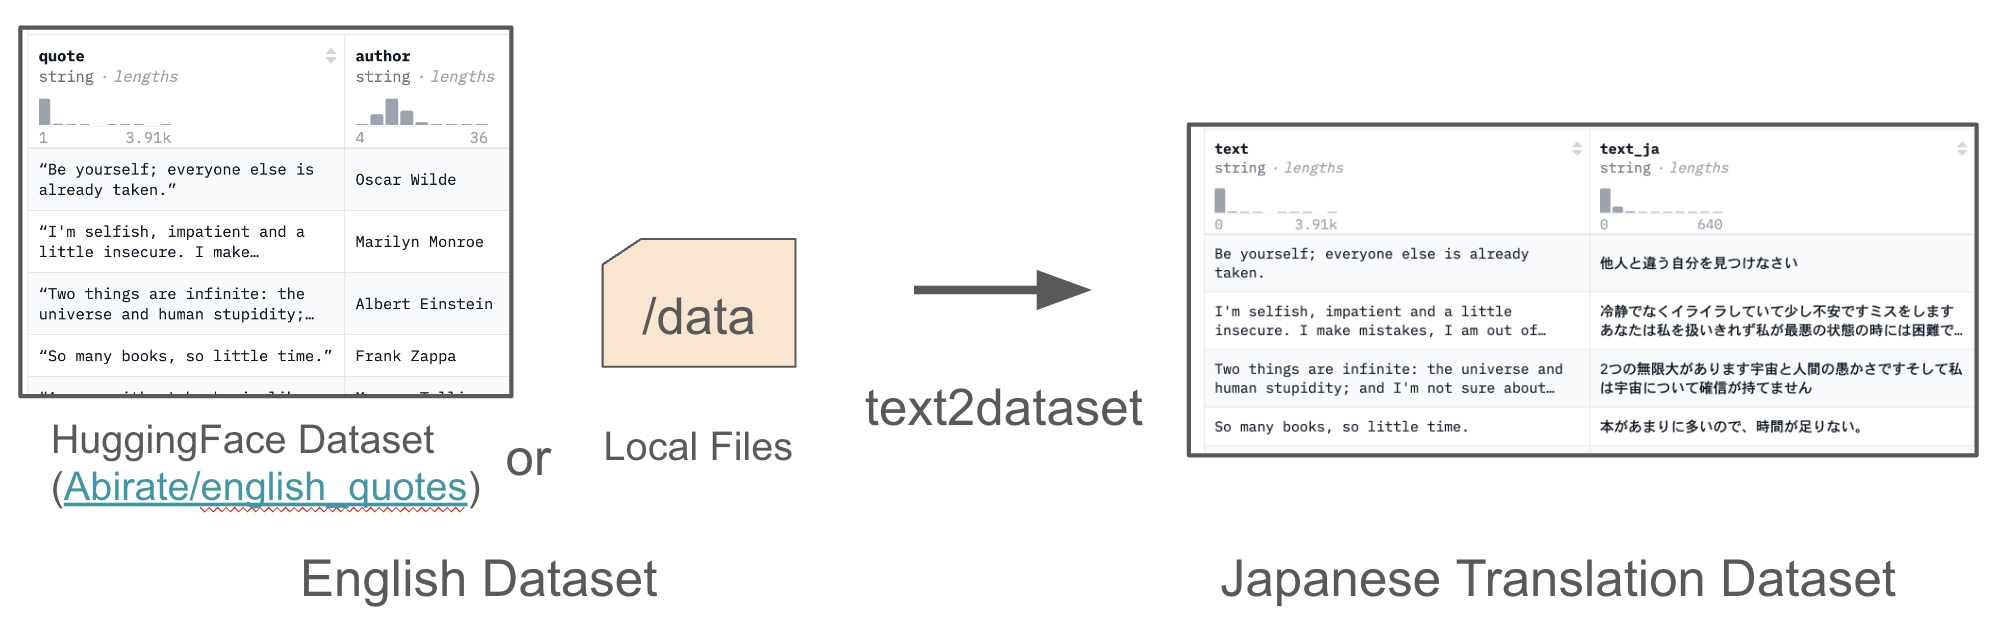 quote
string · lengths
1 3.91k
author
string · lengths
4 36
“Be yourself; everyone else is
already taken.”
Oscar Wilde
“I'm selfish, impatient and a
little insecure. I make…
Marilyn Monroe
“Two things are infinite: the
universe and human stupidity;…
Albert Einstein
“So many books, so little time.”
Frank Zappa
HuggingFace Dataset
(Abirate/english_quotes)
or
/data
Local Files
text2dataset
English Dataset
text
string · lengths
0 3.91k
text_ja
string · lengths
0 640
Be yourself; everyone else is already
taken.
他人と違う自分を見つけなさい
I'm selfish, impatient and a little
insecure. I make mistakes, I am out of…
冷静でなくイライラしていて少し不安ですミスをします
あなたは私を扱いきれず私が最悪の状態の時には困難で…
Two things are infinite: the universe and
human stupidity; and I'm not sure about…
2つの無限大があります宇宙と人間の愚かさですそして私
は宇宙について確信が持てません
So many books, so little time.
本があまりに多いので、時間が足りない。
Japanese Translation Dataset